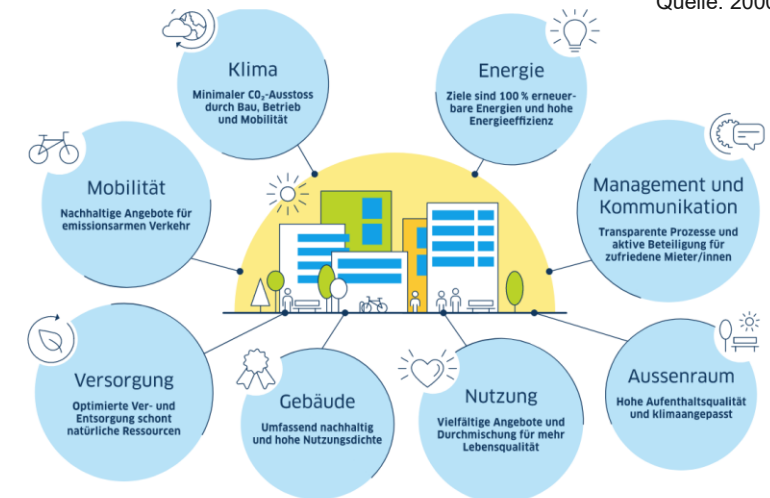 Quelle: 2000
Klima
Minimaler CO₂-Ausstoss
durch Bau, Betrieb
und Mobilität
Energie
Ziele sind 100 % erneuer-
bare Energien und hohe
Energieeffizienz
Mobilität
Nachhaltige Angebote für
emissionsarmen Verkehr
Management und
Kommunikation
Transparente Prozesse und
aktive Beteiligung für
zufriedene Mieter/innen
Versorgung
Optimierte Ver- und
Entsorgung schont
natürliche Ressourcen
Gebäude
Umfassend nachhaltig
und hohe Nutzungsdichte
Nutzung
Vielfältige Angebote und
Durchmischung für mehr
Lebensqualität
Aussenraum
Hohe Aufenthaltsqualität
und klimaangepasst